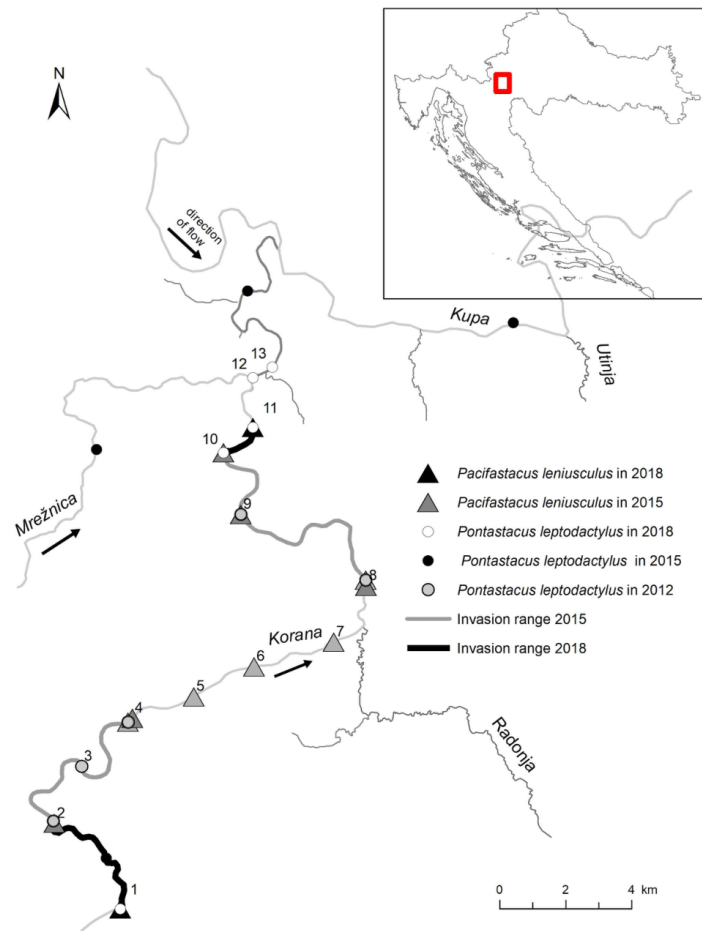 N
direction
of flow
Kupa
Utinja
13
12
11
10
Mrežnica
9
8
Pacifastacus leniusculus in 2018
Pacifastacus leniusculus in 2015
Pontastacus leptodactylus in 2018
Pontastacus leptodactylus in 2015
Pontastacus leptodactylus in 2012
Invasion range 2015
Invasion range 2018
Korana
7
6
5
4
3
Radonja
2
1
0 2 4 km